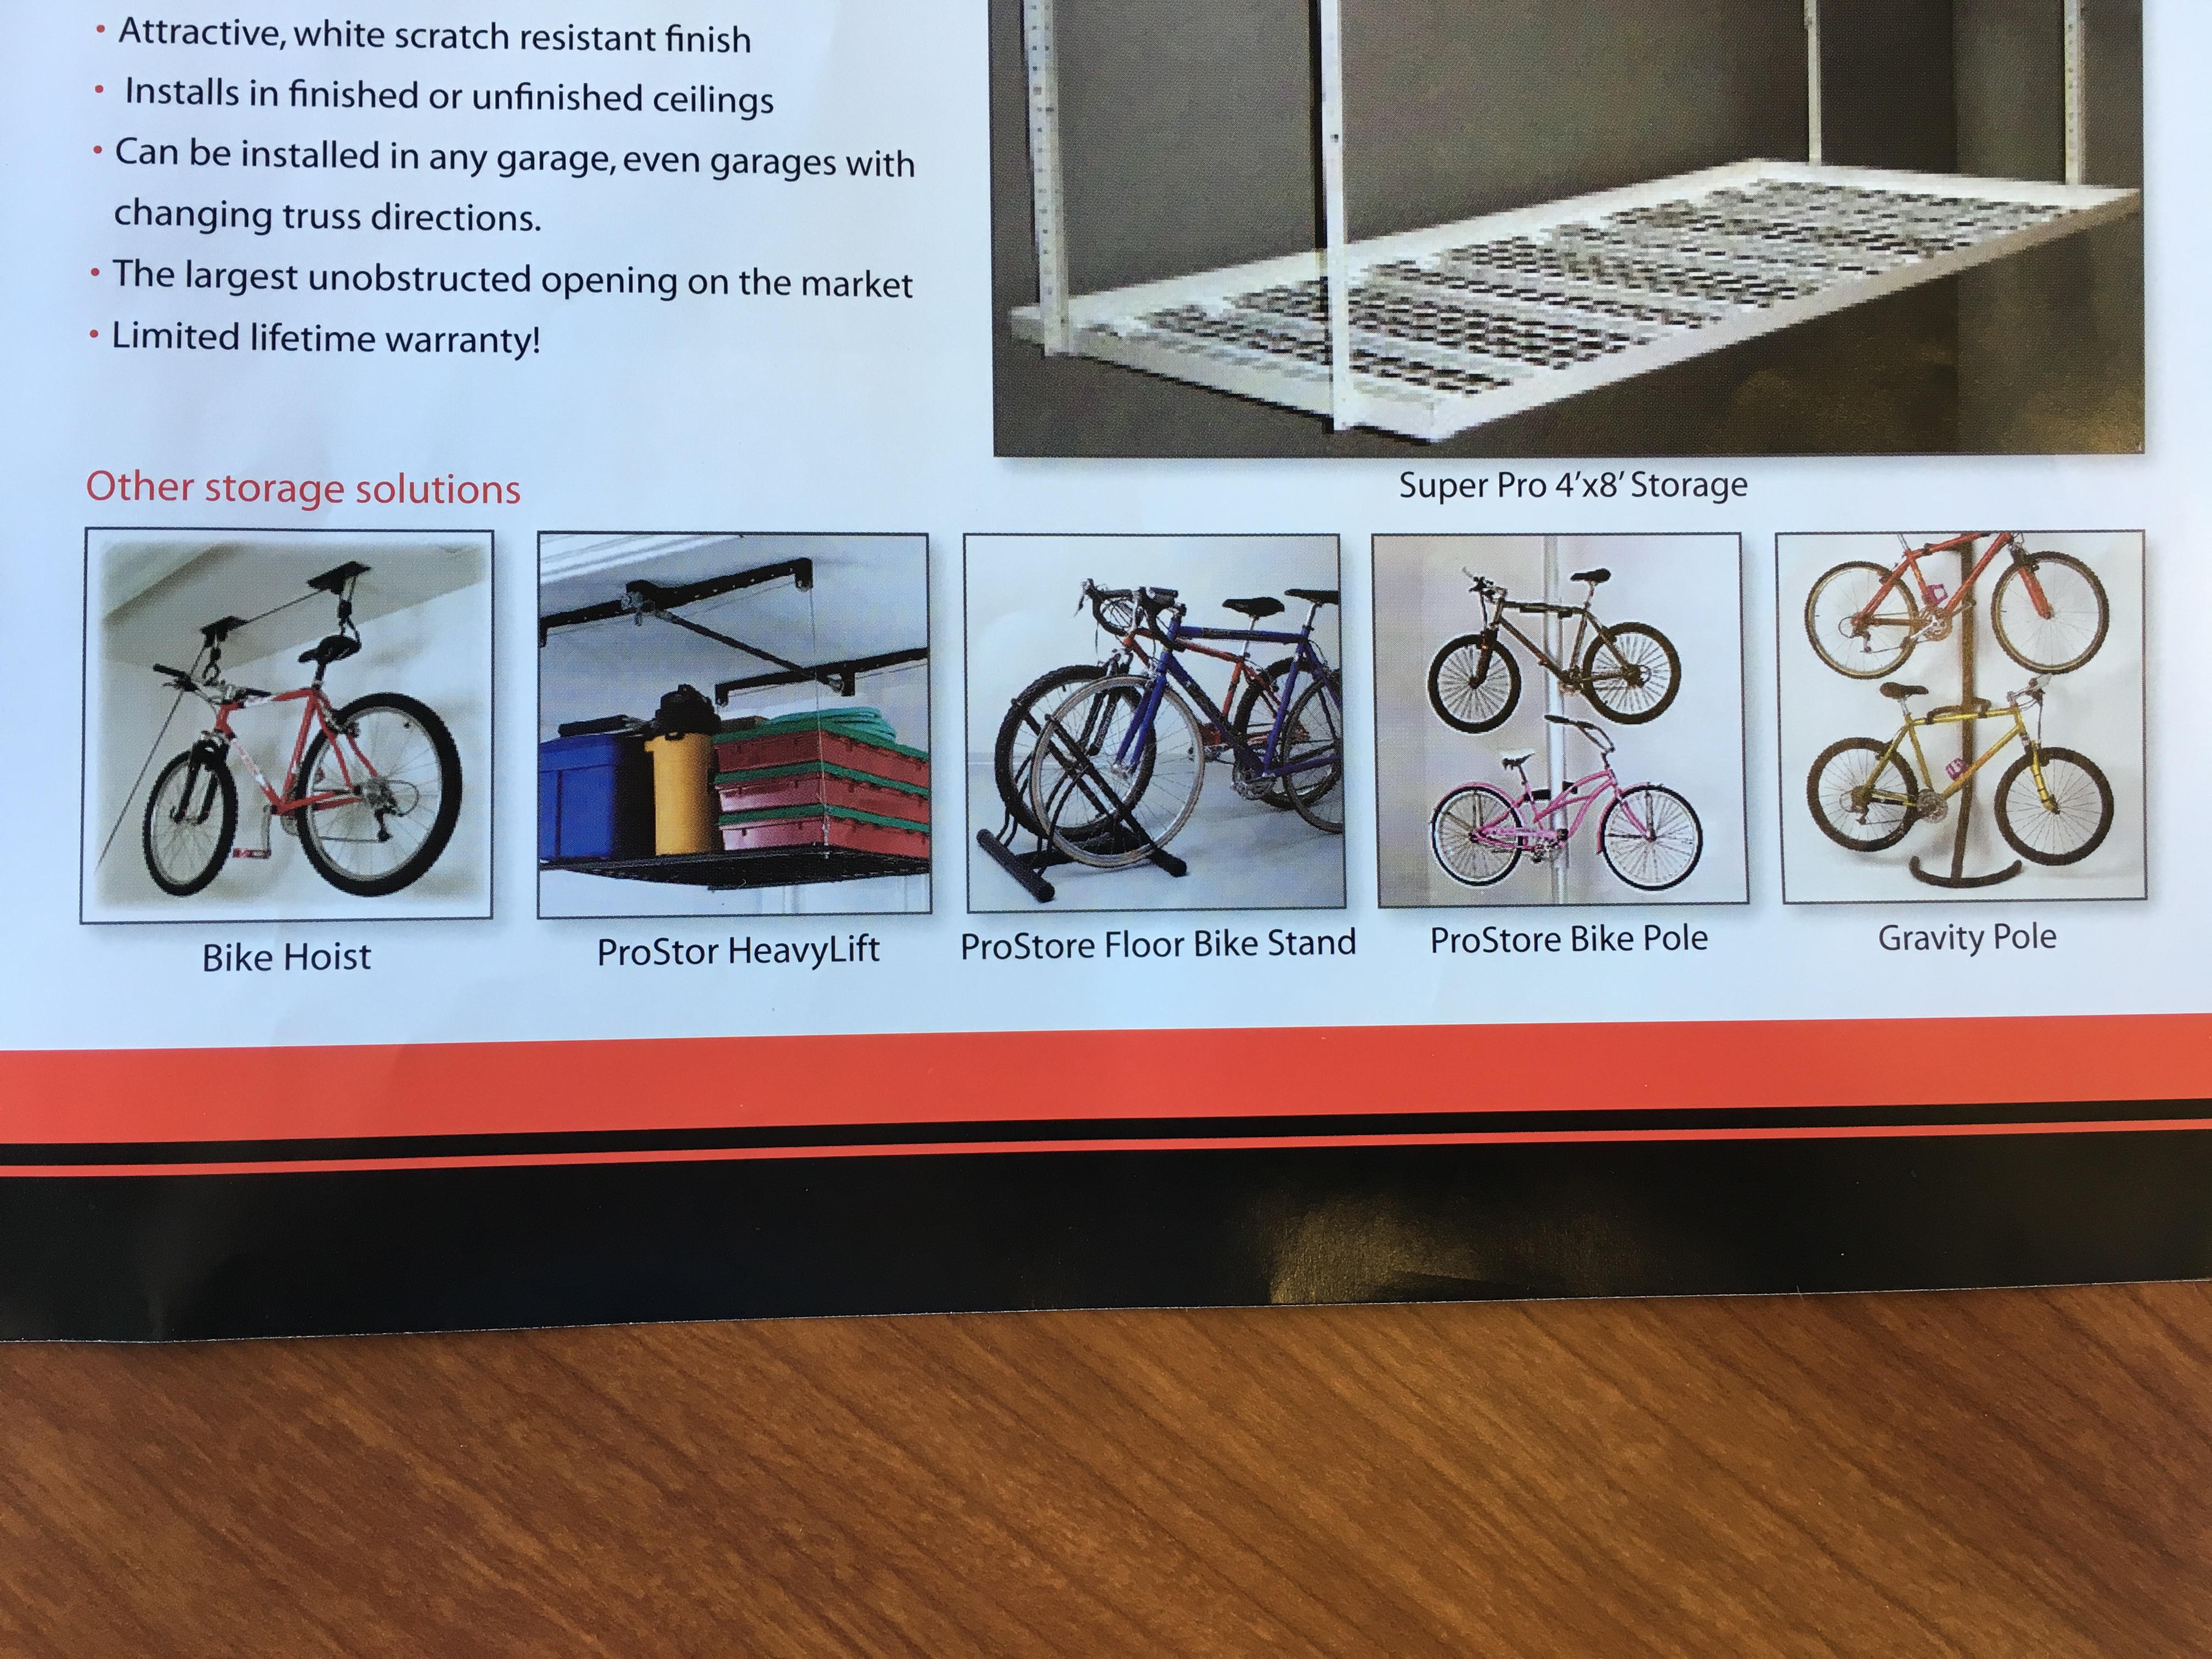 • Attractive, white scratch resistant finish
• Installs in finished or unfinished ceilings
• Can be installed in any garage, even garages with
changing truss directions.
• The largest unobstructed opening on the market
• Limited lifetime warranty!
Super Pro 4'x8' Storage
Other storage solutions
Bike Hoist
ProStor HeavyLift
ProStore Floor Bike Stand
ProStore Bike Pole
Gravity Pole